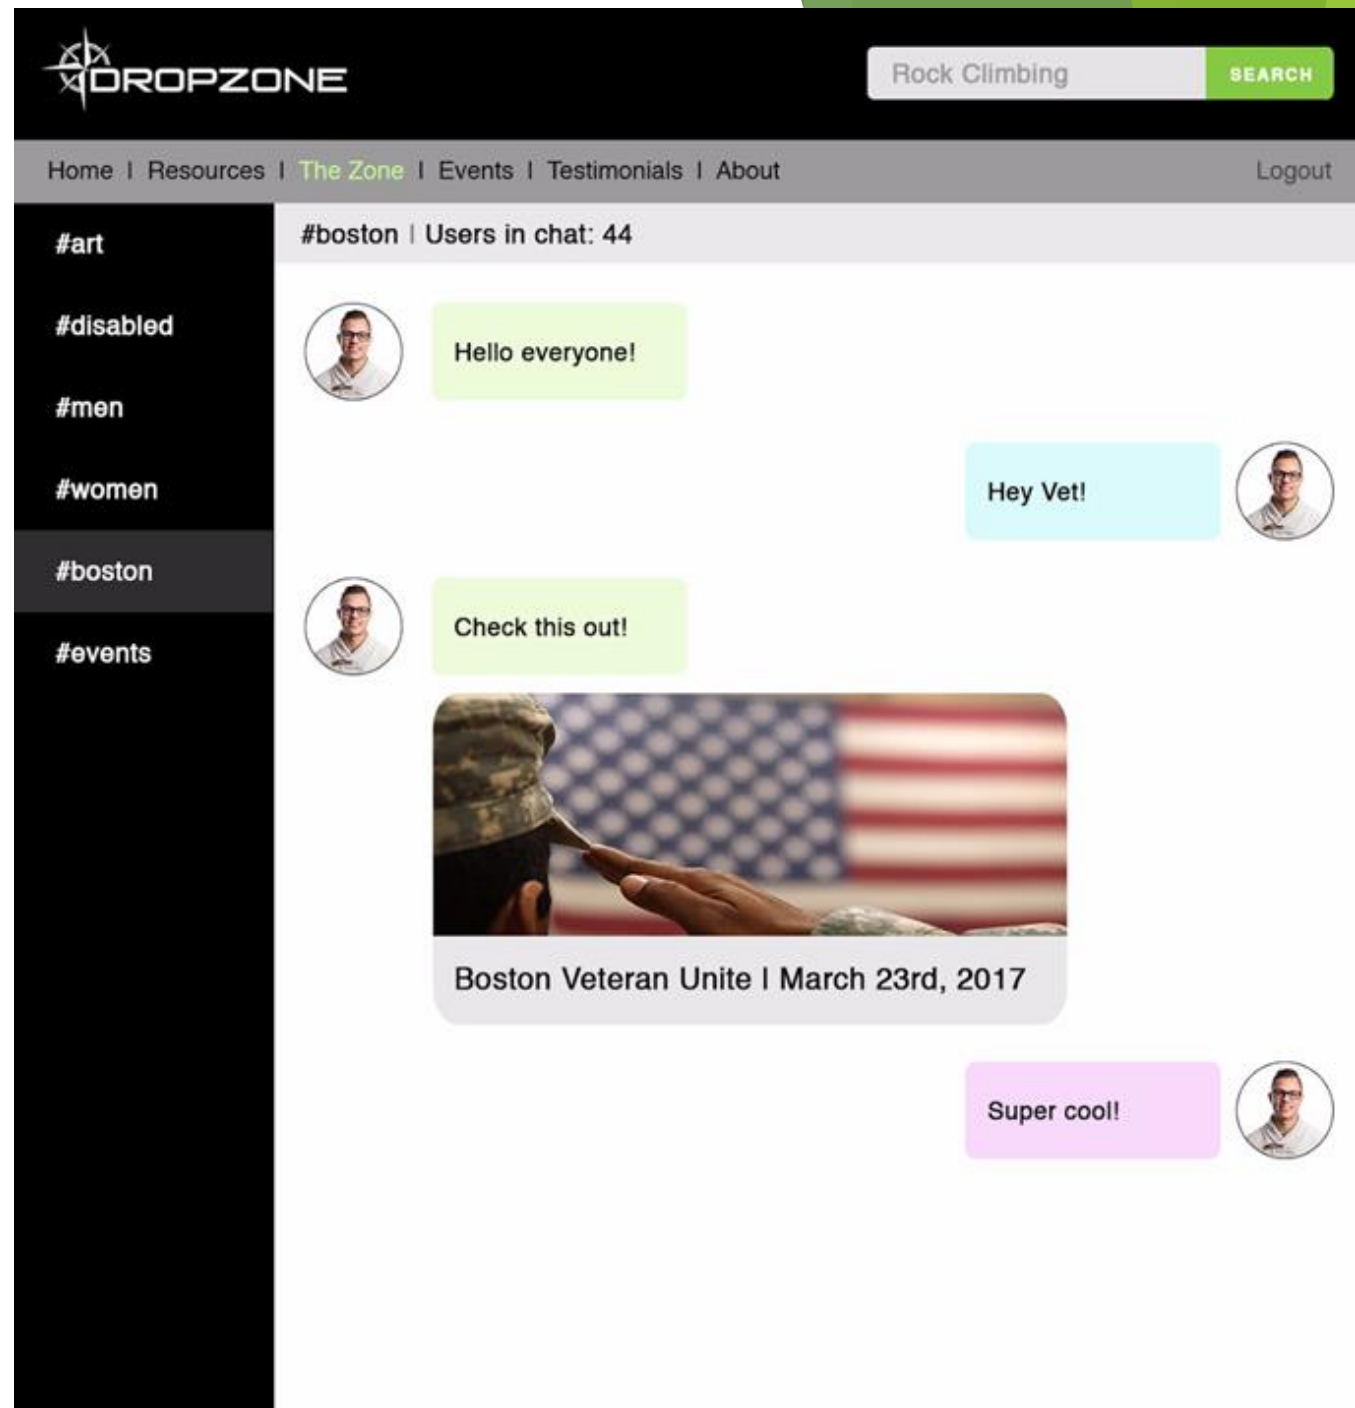 DROPZONE
Rock Climbing
SEARCH
Home | Resources | The Zone | Events | Testimonials | About
Logout
#art
#disabled
#men
#women
#boston
#events
#boston | Users in chat: 44
Hello everyone!
Hey Vet!
Check this out!
Boston Veteran Unite | March 23rd, 2017
Super cool!